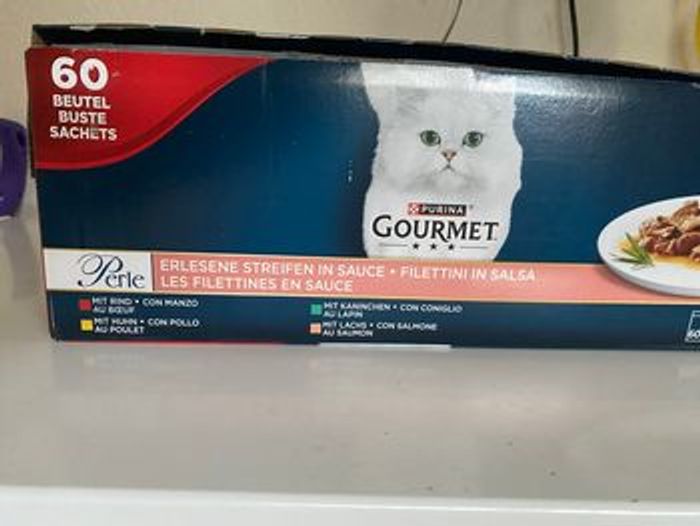 60
BEUTEL
BUSTE
SACHETS
PURINA
GOURMET
Perle
ERLESENE STREIFEN IN SAUCE • FILETTINI IN SALSA
LES FILETTINES EN SAUCE
MIT RIND • CON MANZO
AU BŒUF
MIT HUHN • CON POLLO
AU POULET
MIT KANINCHEN • CON CONIGLIO
AU LAPIN
MIT LACHS • CON SALMONE
AU SAUMON